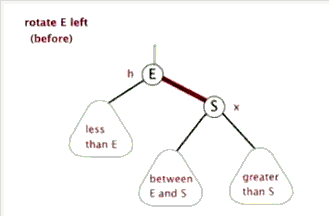 rotate E left
(before)
h E
S x
less
than E
between
E and S
greater
than S